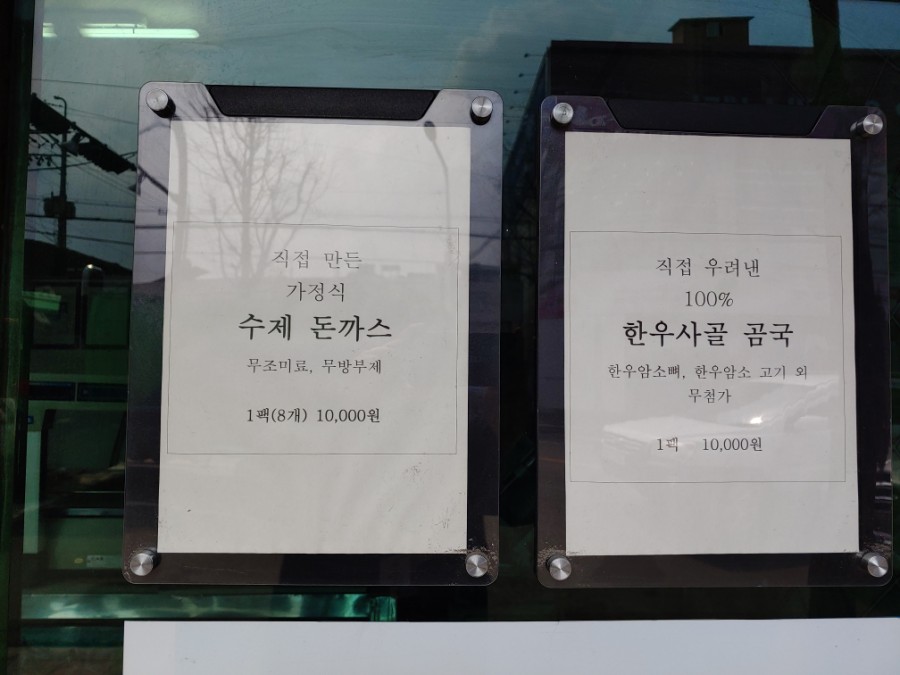 직접 만든
가정식
수제 돈까스
무조미료, 무방부제
1팩(8개) 10,000원
직접 우려낸
100%
한우사골 곰국
한우암소뼈, 한우암소 고기 외
무첨가
1팩 10,000원